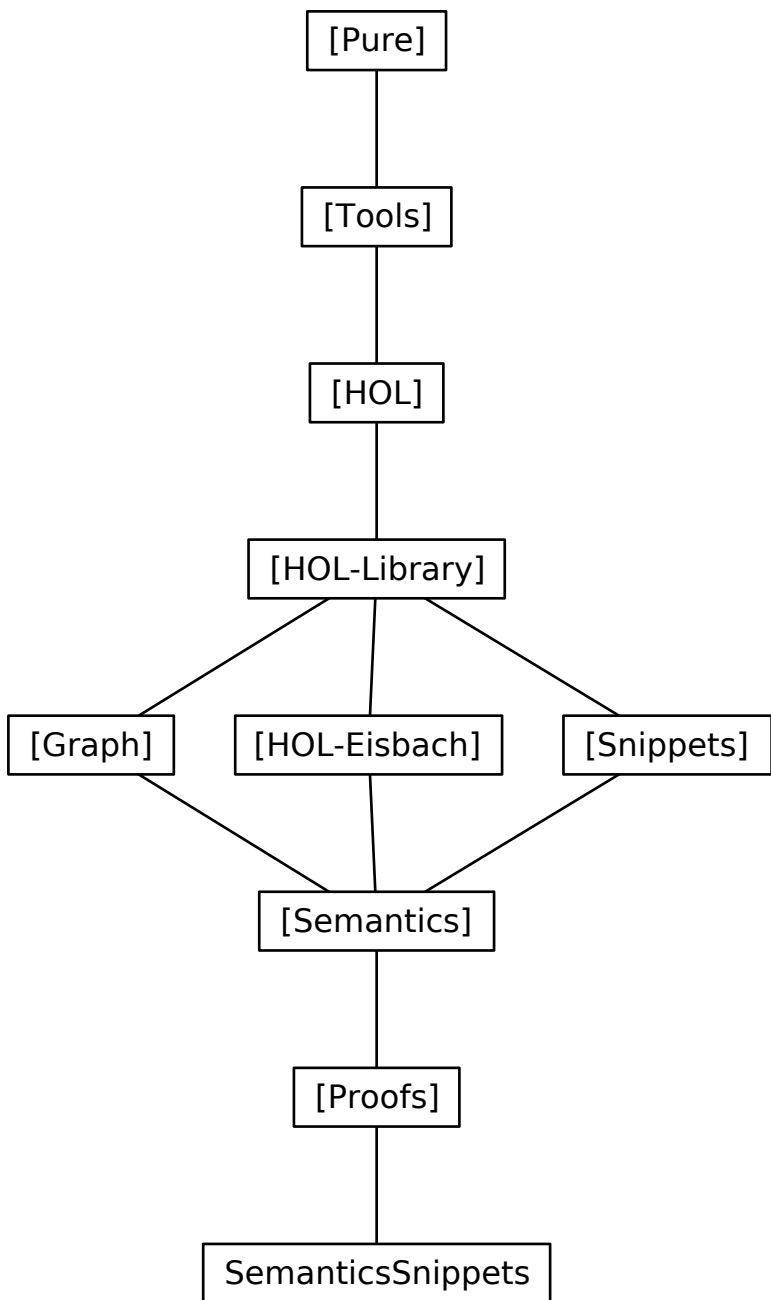 [Pure]
[Tools]
[HOL]
[HOL-Library]
[Graph]
[HOL-Eisbach]
[Snippets]
[Semantics]
[Proofs]
SemanticsSnippets